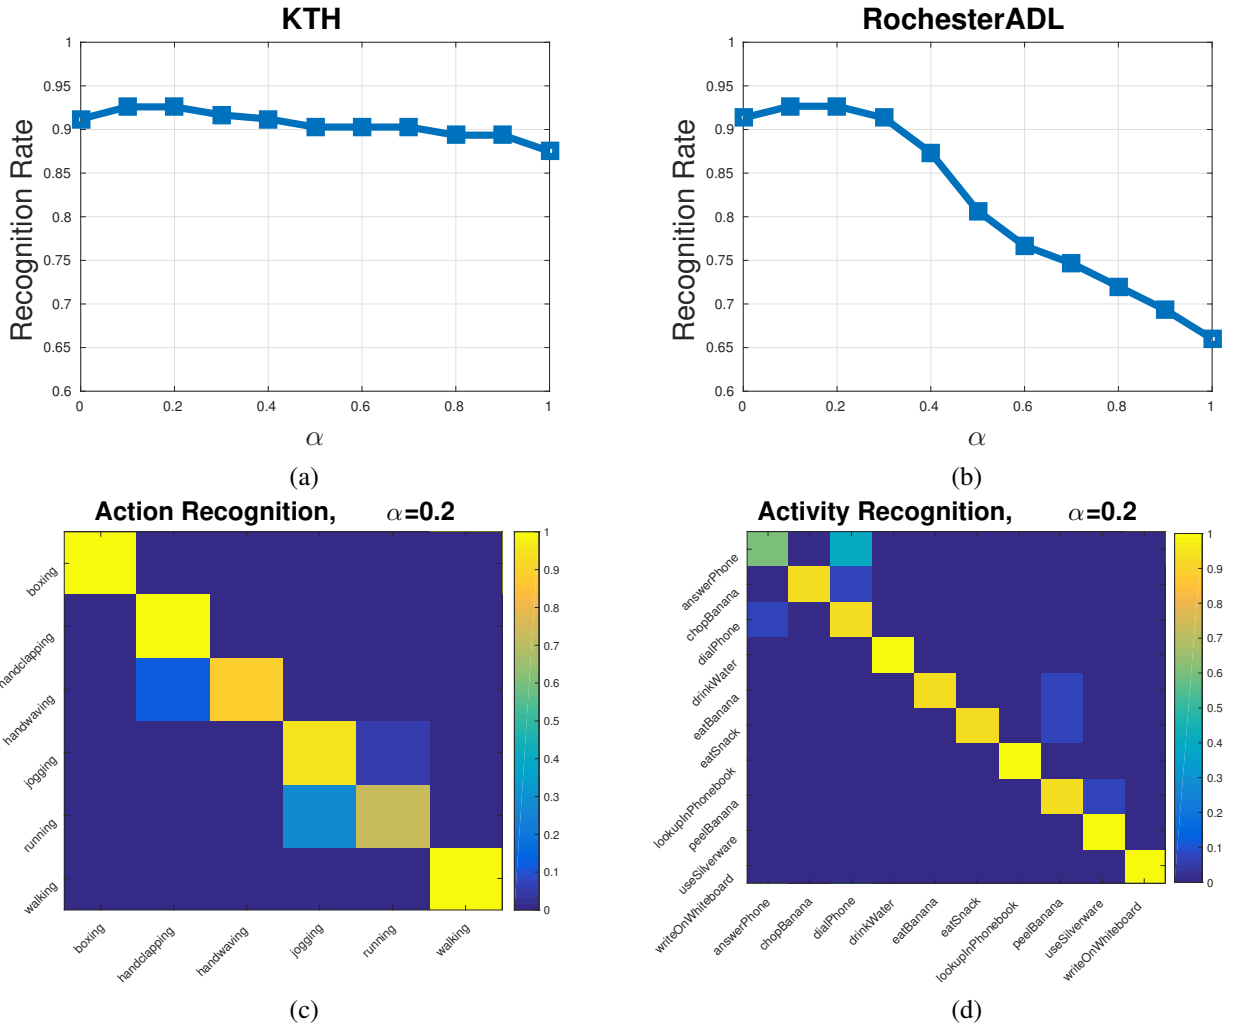 KTH
1
0.95
0.9
0.85
0.8
0.75
0.7
0.65
0.6
0
0.2
0.4
0.6
0.8
1
Recognition Rate
α
(a)
RochesterADL
1
0.95
0.9
0.85
0.8
0.75
0.7
0.65
0.6
0
0.2
0.4
0.6
0.8
1
Recognition Rate
α
(b)
Action Recognition, α=0.2
boxing
handclapping
handwaving
jogging
running
walking
boxing
handclapping
handwaving
jogging
running
walking
1
0.9
0.8
0.7
0.6
0.5
0.4
0.3
0.2
0.1
0
(c)
Activity Recognition, α=0.2
answerPhone
chopBanana
dialPhone
drinkWater
eatBanana
eatSnack
lookupInPhonebook
peelBanana
useSilverware
writeOnWhiteboard
answerPhone
chopBanana
dialPhone
drinkWater
eatBanana
eatSnack
lookupInPhonebook
peelBanana
useSilverware
writeOnWhiteboard
1
0.9
0.8
0.7
0.6
0.5
0.4
0.3
0.2
0.1
0
(d)